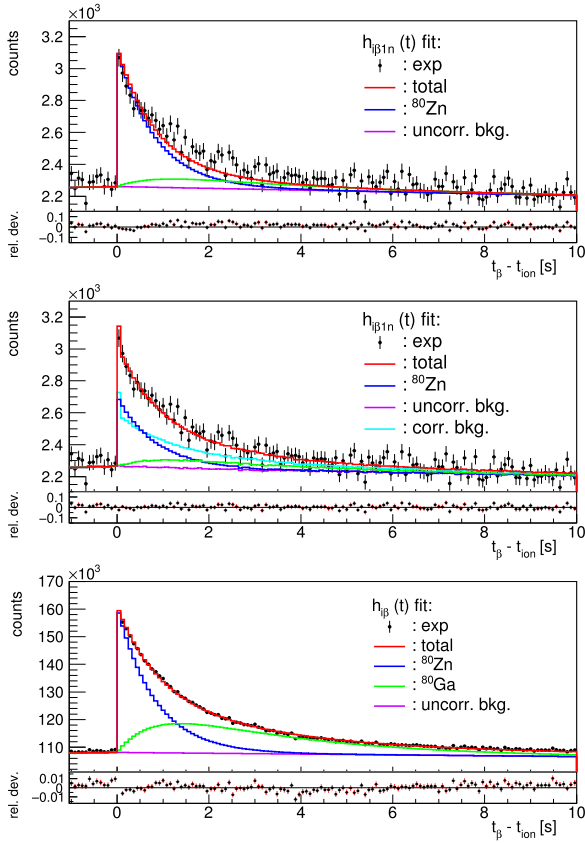 ×10³
h_iβ1n (t) fit:
: exp
: total
: ⁸⁰Zn
: uncorr. bkg.
counts
3
2.8
2.6
2.4
2.2
rel. dev.
0.1
0
−0.1
0 2 4 6 8 10
t_β - t_ion [s]
×10³
h_iβ1n (t) fit:
: exp
: total
: ⁸⁰Zn
: uncorr. bkg.
: corr. bkg.
counts
3
2.8
2.6
2.4
2.2
rel. dev.
0.1
0
−0.1
0 2 4 6 8 10
t_β - t_ion [s]
×10³
h_iβ (t) fit:
: exp
: total
: ⁸⁰Zn
: ⁸⁰Ga
: uncorr. bkg.
counts
170
160
150
140
130
120
110
rel. dev.
0.01
0
−0.01
0 2 4 6 8 10
t_β - t_ion [s]